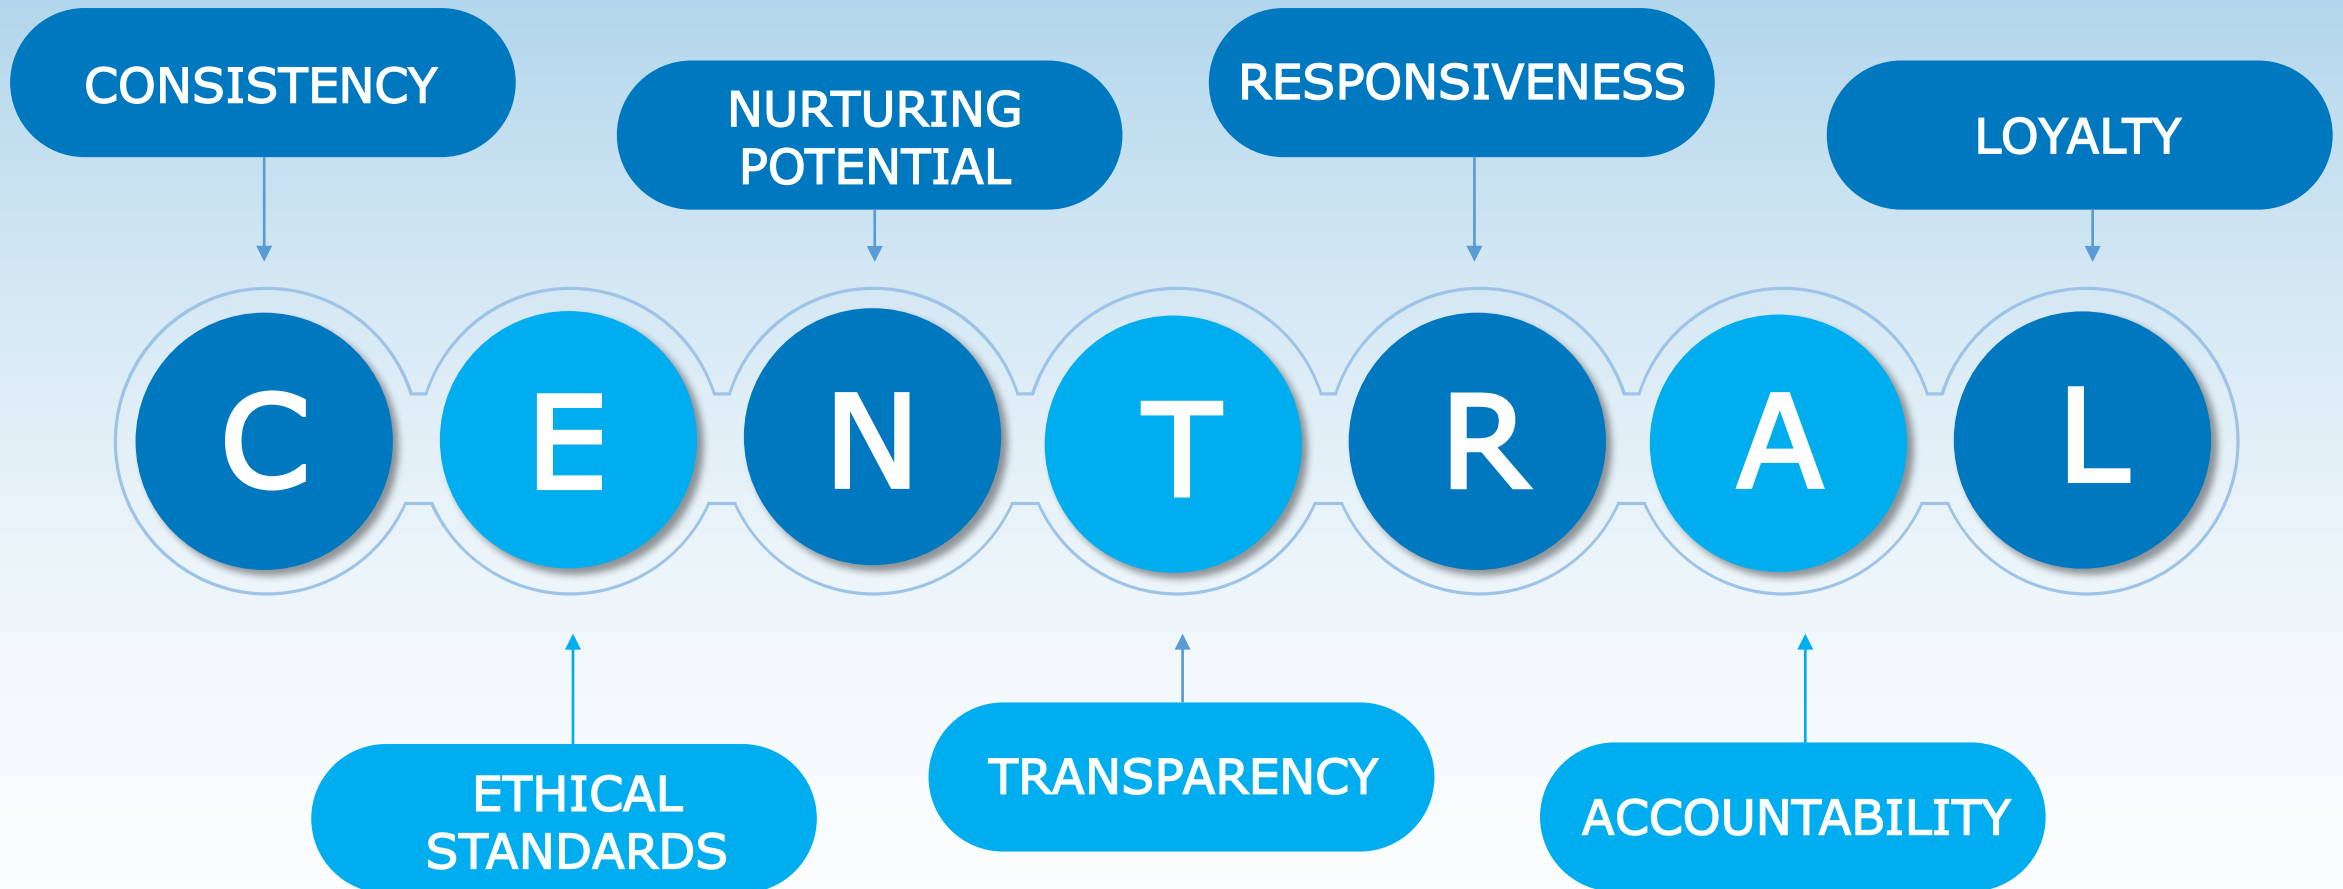 CONSISTENCY
NURTURING
POTENTIAL
RESPONSIVENESS
LOYALTY
C E N T R A L
ETHICAL
STANDARDS
TRANSPARENCY
ACCOUNTABILITY